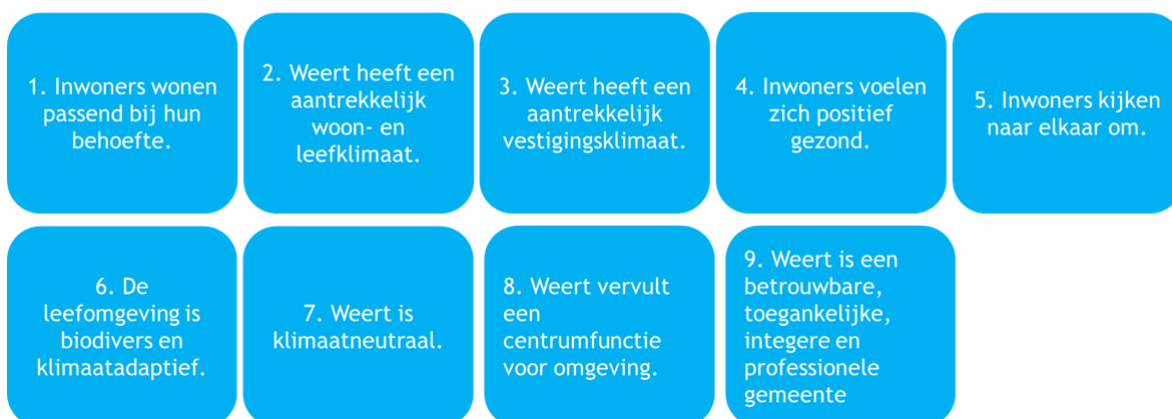 1. Inwoners wonen
passend bij hun
behoefte.
2. Weert heeft een
aantrekkelijk
woon- en
leefklimaat.
3. Weert heeft een
aantrekkelijk
vestigingsklimaat.
4. Inwoners voelen
zich positief
gezond.
5. Inwoners kijken
naar elkaar om.
6. De
leefomgeving is
biodivers en
klimaatadaptief.
7. Weert is
klimaatneutraal.
8. Weert vervult
een
centrumfunctie
voor omgeving.
9. Weert is een
betrouwbare,
toegankelijke,
integere en
professionele
gemeente